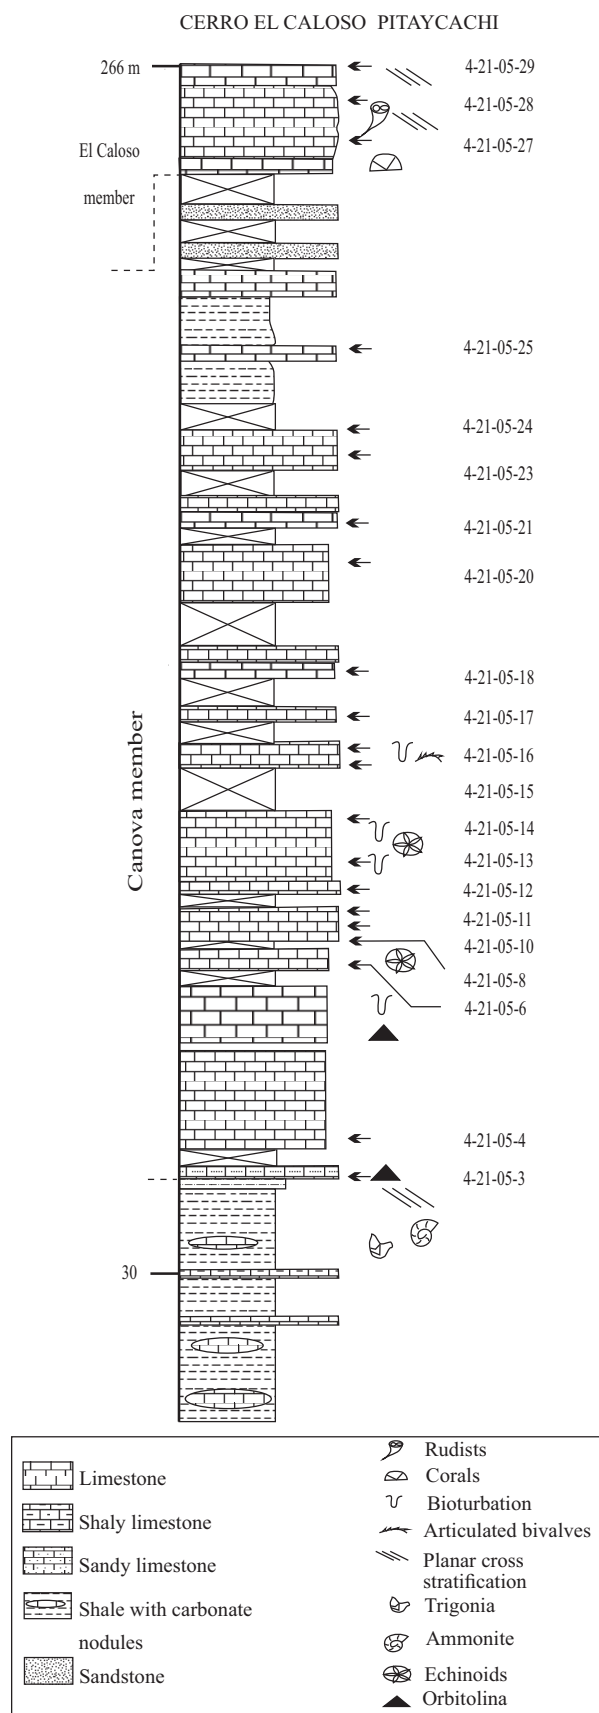 CERRO EL CALOSO PITAYCACHI
266 m
4-21-05-29
4-21-05-28
4-21-05-27
El Caloso
member
4-21-05-25
4-21-05-24
4-21-05-23
4-21-05-21
4-21-05-20
4-21-05-18
4-21-05-17
4-21-05-16
4-21-05-15
4-21-05-14
4-21-05-13
4-21-05-12
4-21-05-11
4-21-05-10
4-21-05-8
4-21-05-6
4-21-05-4
4-21-05-3
Canova member
30
Limestone
Shaly limestone
Sandy limestone
Shale with carbonate
nodules
Sandstone
Rudists
Corals
Bioturbation
Articulated bivalves
Planar cross
stratification
Trigonia
Ammonite
Echinoids
Orbitolina